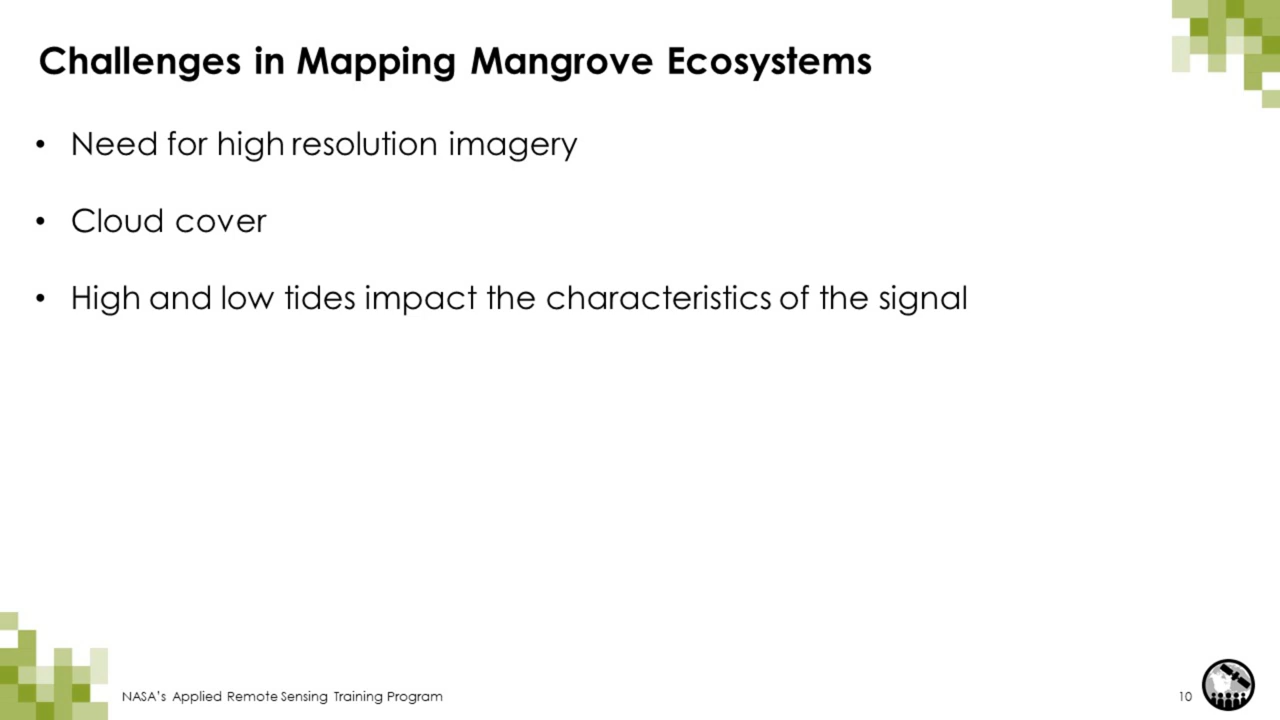 Challenges in Mapping Mangrove Ecosystems
• Need for high resolution imagery
• Cloud cover
• High and low tides impact the characteristics of the signal
NASA's Applied Remote Sensing Training Program
10